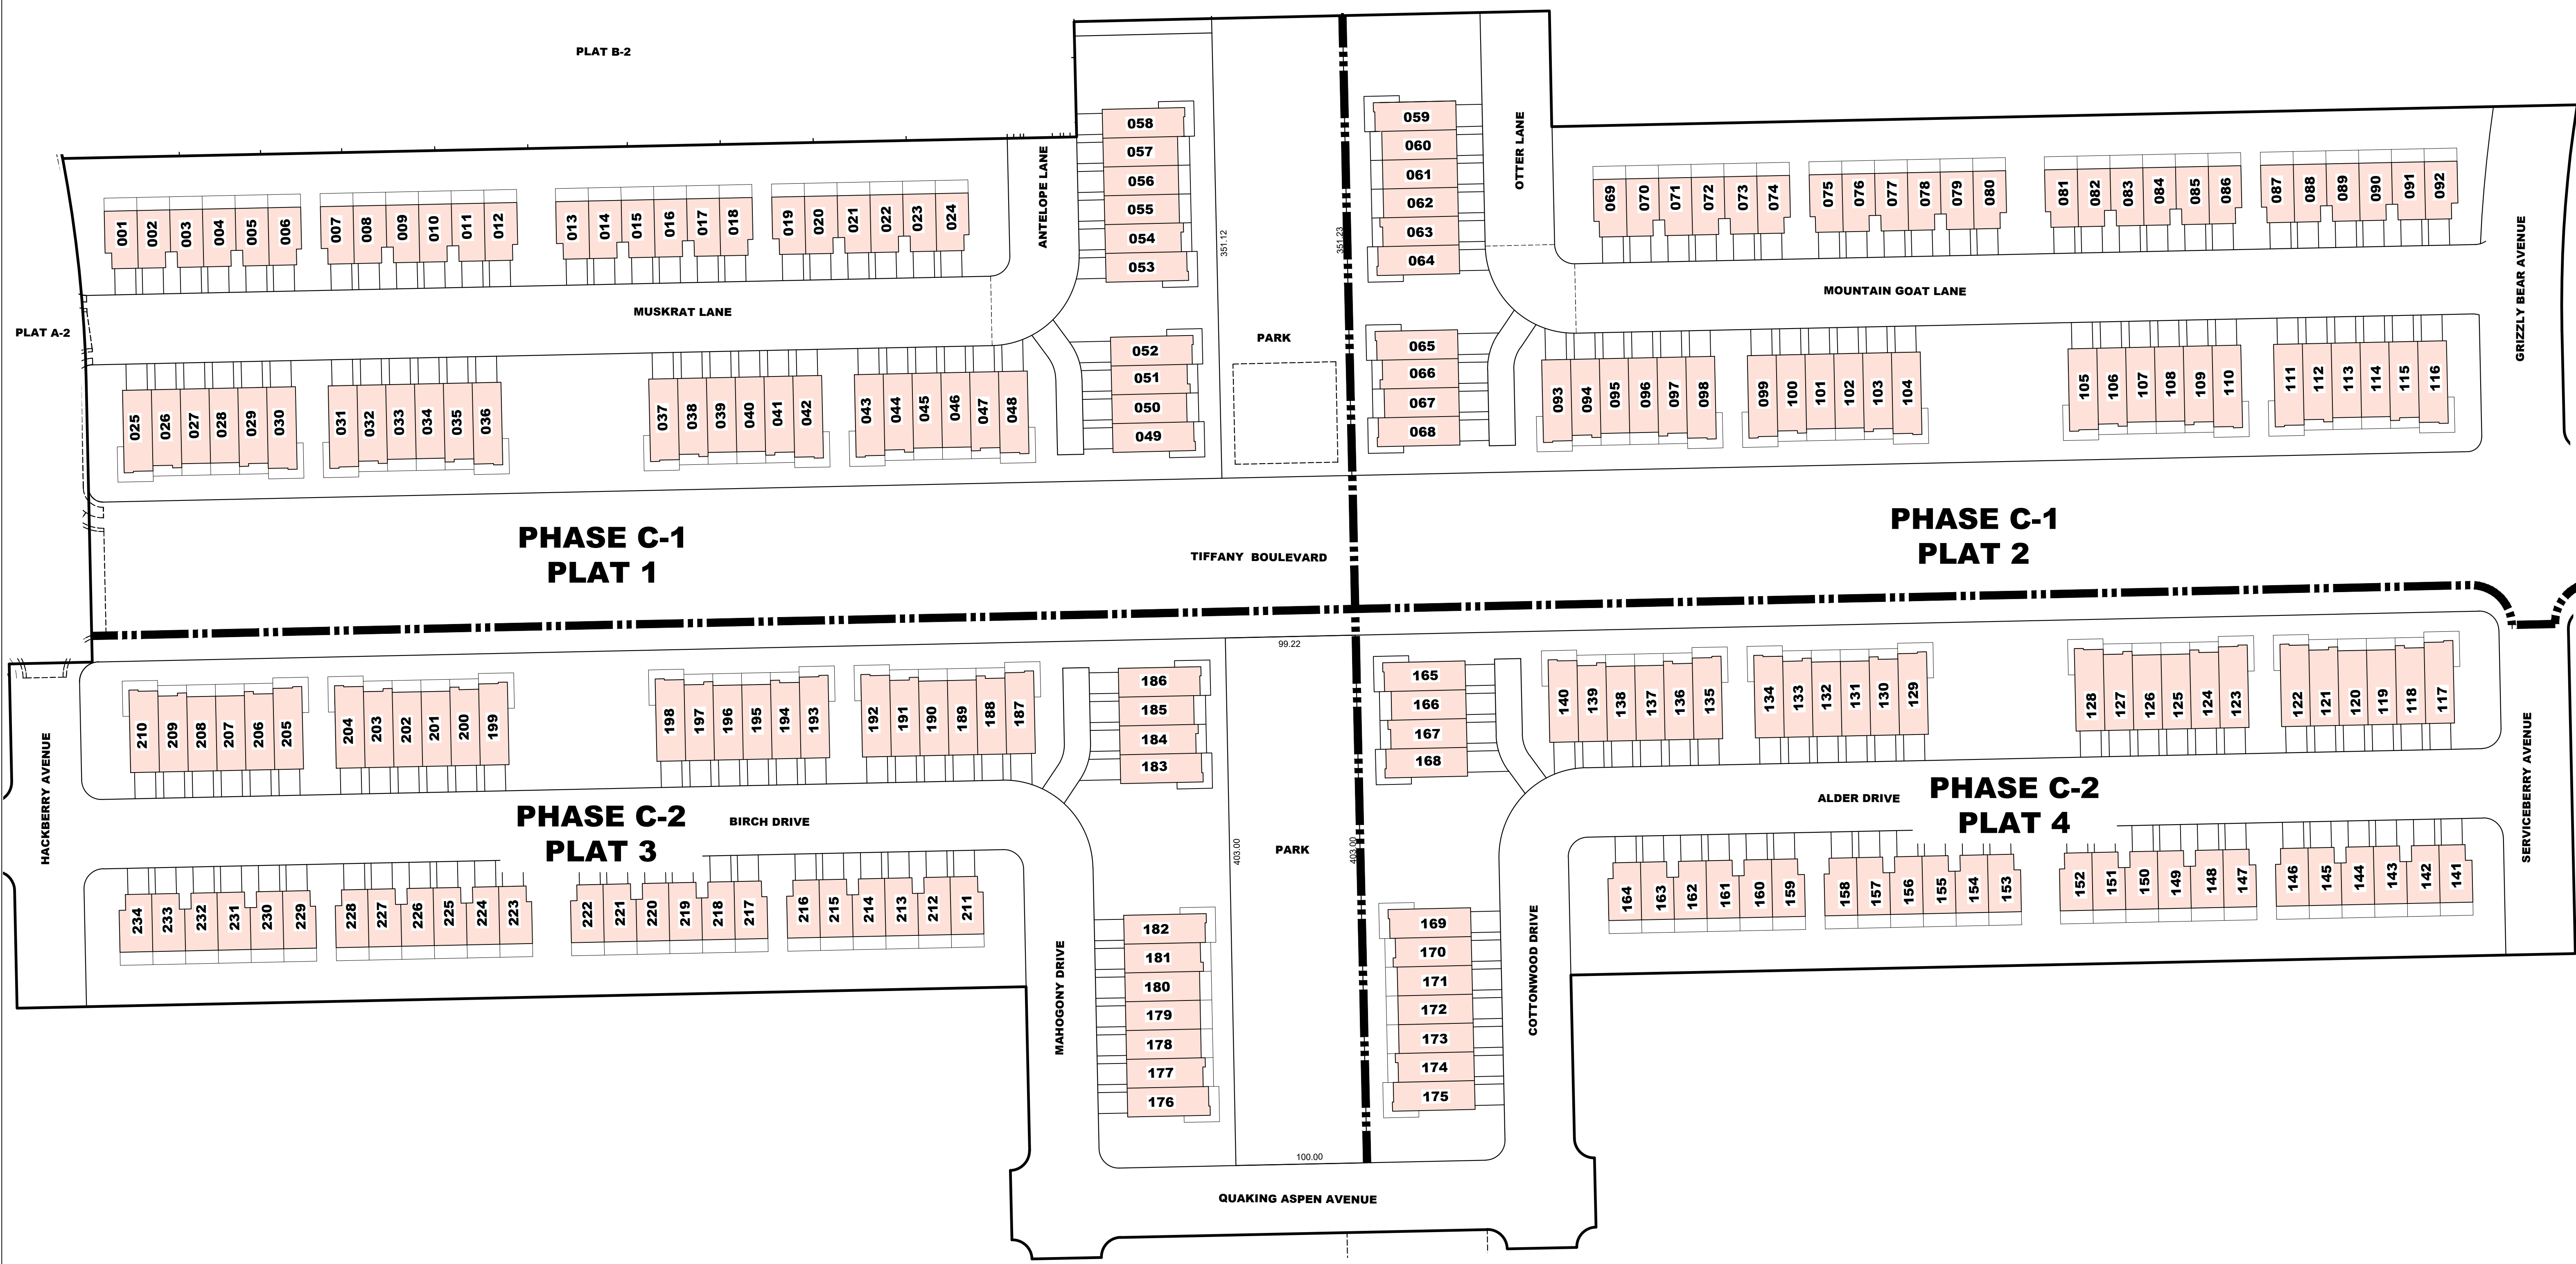 PLAT B-2
058
057
056
055
054
053
059
060
061
062
063
064
OTTER LANE
ANTELOPE LANE
001 002 003 004 005 006
007 008 009 010 011 012
013 014 015 016 017 018
019 020 021 022 023 024
069 070 071 072 073 074
075 076 077 078 079 080
081 082 083 084 085 086
087 088 089 090 091 092
351.12
351.23
GRIZZLY BEAR AVENUE
MUSKRAT LANE
MOUNTAIN GOAT LANE
PLAT A-2
PARK
052
051
050
049
065
066
067
068
025 026 027 028 029 030
031 032 033 034 035 036
037 038 039 040 041 042
043 044 045 046 047 048
093 094 095 096 097 098
099 100 101 102 103 104
105 106 107 108 109 110
111 112 113 114 115 116
PHASE C-1
PLAT 1
TIFFANY BOULEVARD
PHASE C-1
PLAT 2
99.22
186
185
184
183
165
166
167
168
210 209 208 207 206 205
204 203 202 201 200 199
198 197 196 195 194 193
192 191 190 189 188 187
140 139 138 137 136 135
134 133 132 131 130 129
128 127 126 125 124 123
122 121 120 119 118 117
HACKBERRY AVENUE
SERVICEBERRY AVENUE
PHASE C-2
PLAT 3
BIRCH DRIVE
ALDER DRIVE
PHASE C-2
PLAT 4
403.00
PARK
403.00
234 233 232 231 230 229
228 227 226 225 224 223
222 221 220 219 218 217
216 215 214 213 212 211
164 163 162 161 160 159
158 157 156 155 154 153
152 151 150 149 148 147
146 145 144 143 142 141
MAHOGONY DRIVE
182
181
180
179
178
177
176
169
170
171
172
173
174
175
COTTONWOOD DRIVE
100.00
QUAKING ASPEN AVENUE